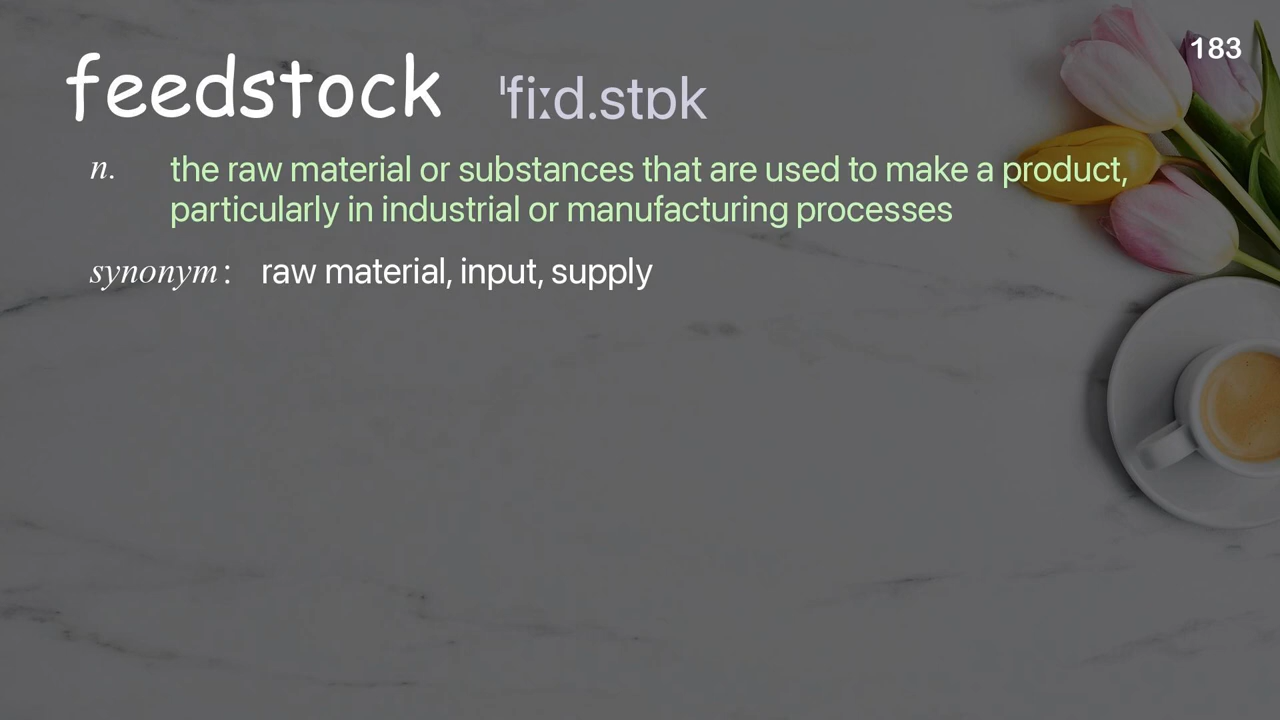 183
feedstock ˈfiːd.stɒk
n. the raw material or substances that are used to make a product,
particularly in industrial or manufacturing processes
synonym: raw material, input, supply